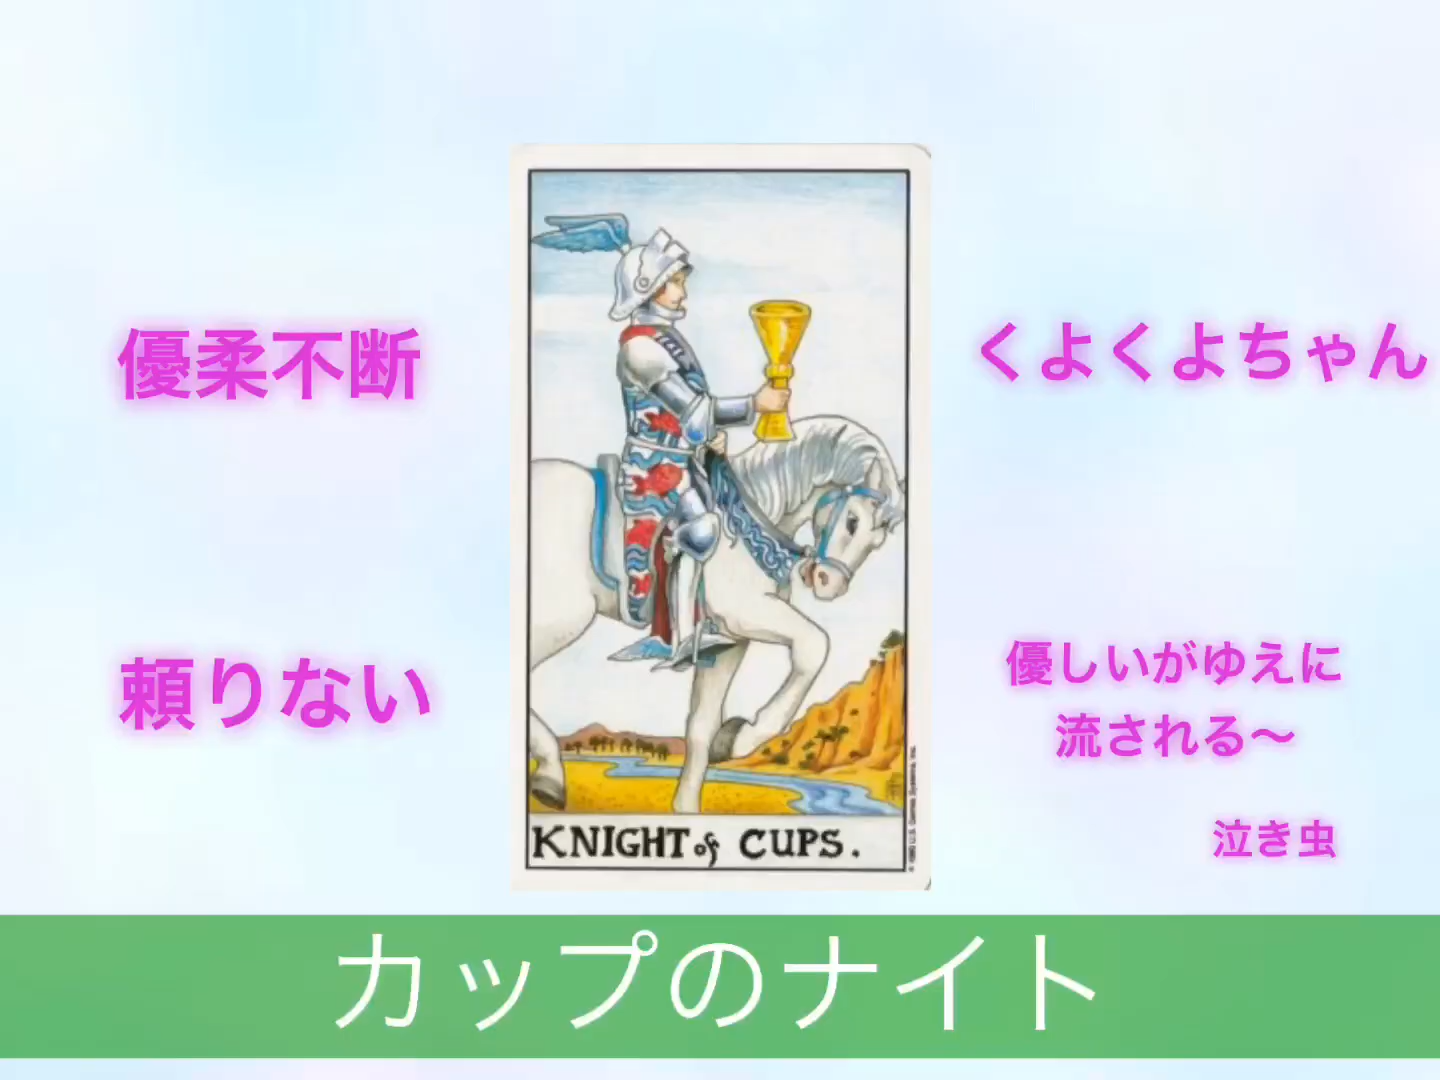 優柔不断
くよくよちゃん
頼りない
優しいがゆえに
流される〜
泣き虫
KNIGHT of CUPS.
カップのナイト